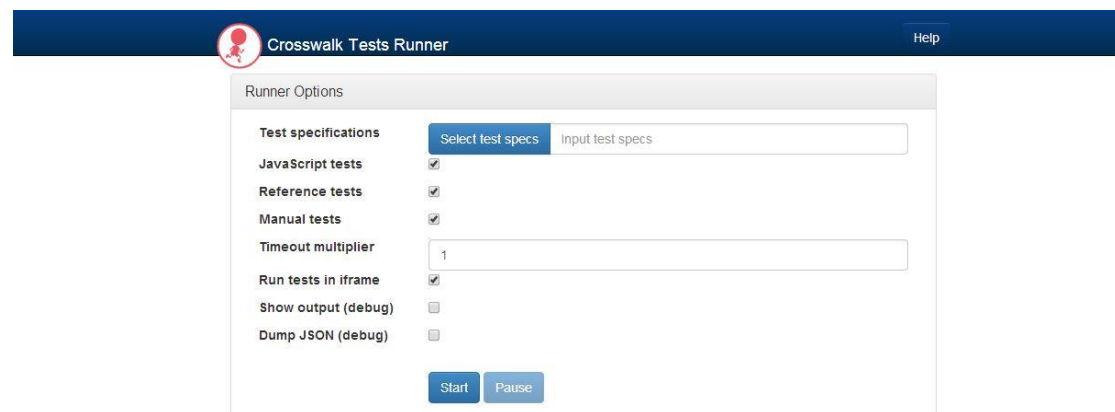 Crosswalk Tests Runner
Help
Runner Options
Test specifications
Select test specs
Input test specs
JavaScript tests
Reference tests
Manual tests
Timeout multiplier
1
Run tests in iframe
Show output (debug)
Dump JSON (debug)
Start
Pause